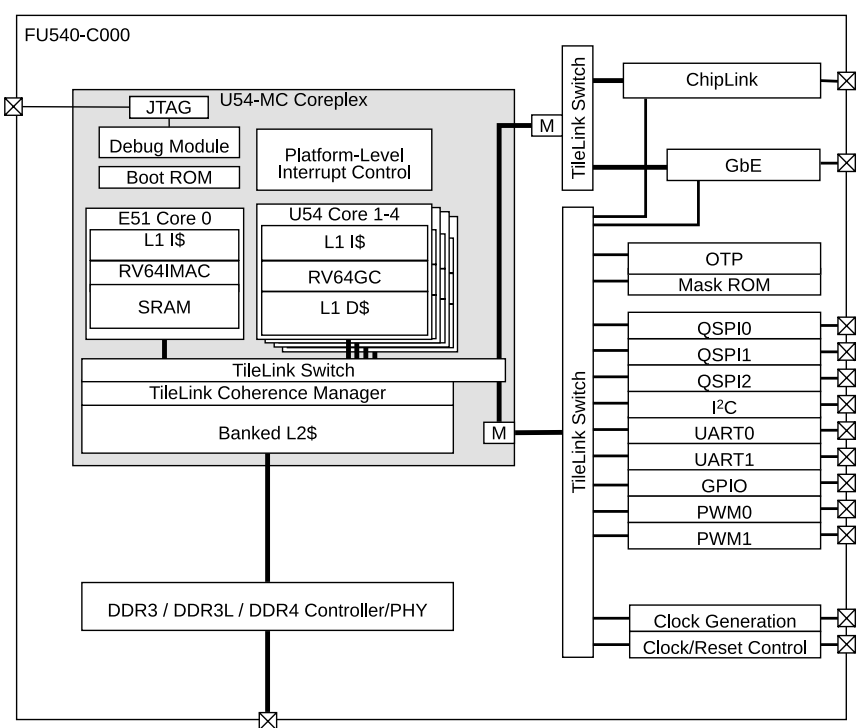 FU540-C000
U54-MC Coreplex
JTAG
Debug Module
Boot ROM
Platform-Level
Interrupt Control
E51 Core 0
L1 I$
RV64IMAC
SRAM
U54 Core 1-4
L1 I$
RV64GC
L1 D$
TileLink Switch
TileLink Coherence Manager
Banked L2$
M
M
DDR3 / DDR3L / DDR4 Controller/PHY
TileLink Switch
ChipLink
GbE
TileLink Switch
OTP
Mask ROM
QSPI0
QSPI1
QSPI2
I²C
UART0
UART1
GPIO
PWM0
PWM1
Clock Generation
Clock/Reset Control